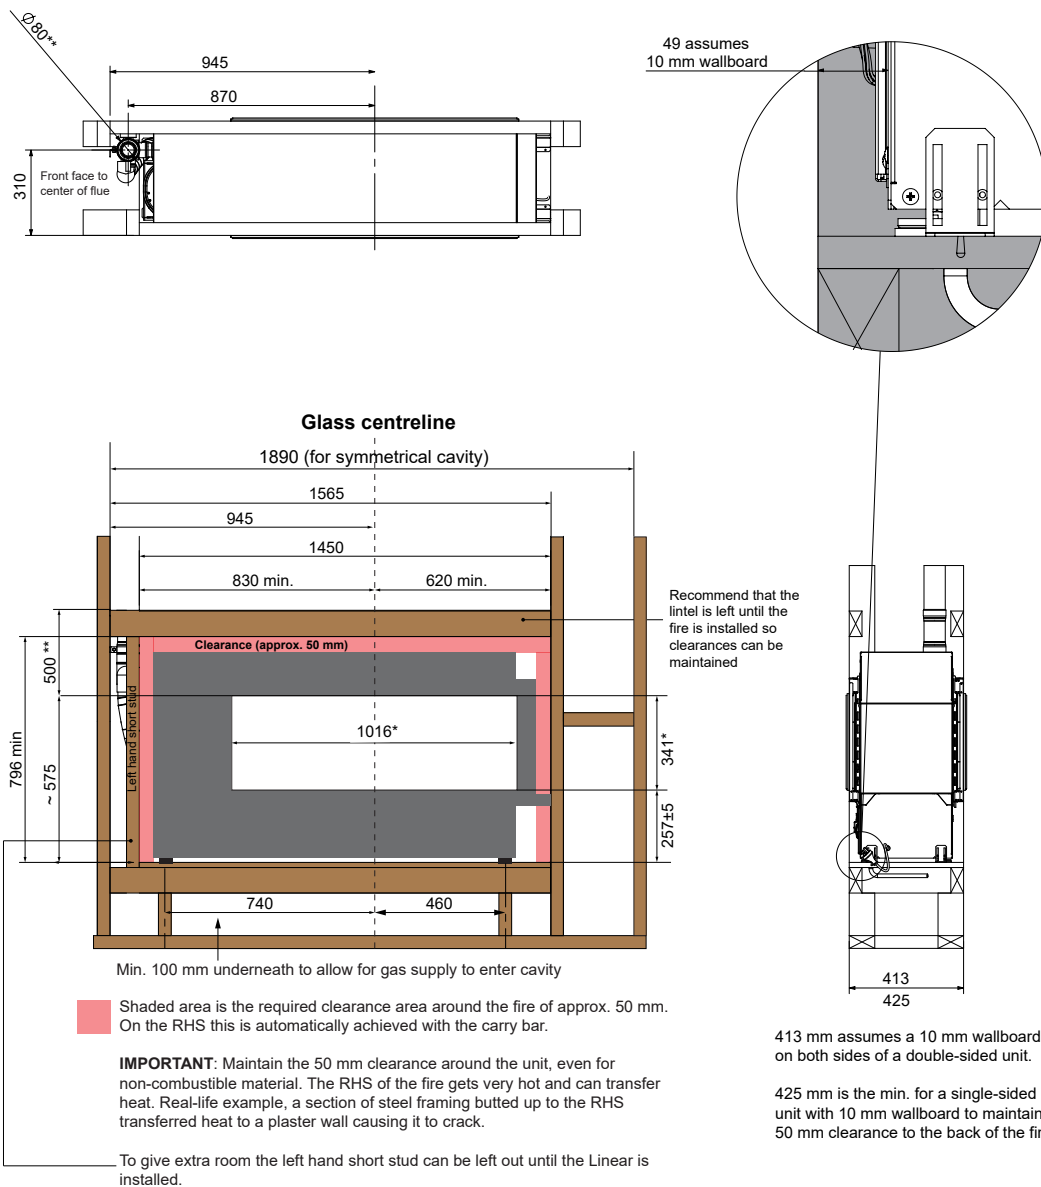 Ø80**
945
870
310
Front face to
center of flue
49 assumes
10 mm wallboard
Glass centreline
1890 (for symmetrical cavity)
1565
945
1450
830 min.
620 min.
Recommend that the
lintel is left until the
fire is installed so
clearances can be
maintained
Clearance (approx. 50 mm)
500 **
Left hand short stud
1016*
341*
796 min
~ 575
257±5
740
460
Min. 100 mm underneath to allow for gas supply to enter cavity
Shaded area is the required clearance area around the fire of approx. 50 mm.
On the RHS this is automatically achieved with the carry bar.
IMPORTANT: Maintain the 50 mm clearance around the unit, even for
non-combustible material. The RHS of the fire gets very hot and can transfer
heat. Real-life example, a section of steel framing butted up to the RHS
transferred heat to a plaster wall causing it to crack.
To give extra room the left hand short stud can be left out until the Linear is
installed.
413
425
413 mm assumes a 10 mm wallboard
on both sides of a double-sided unit.
425 mm is the min. for a single-sided
unit with 10 mm wallboard to maintain
50 mm clearance to the back of the